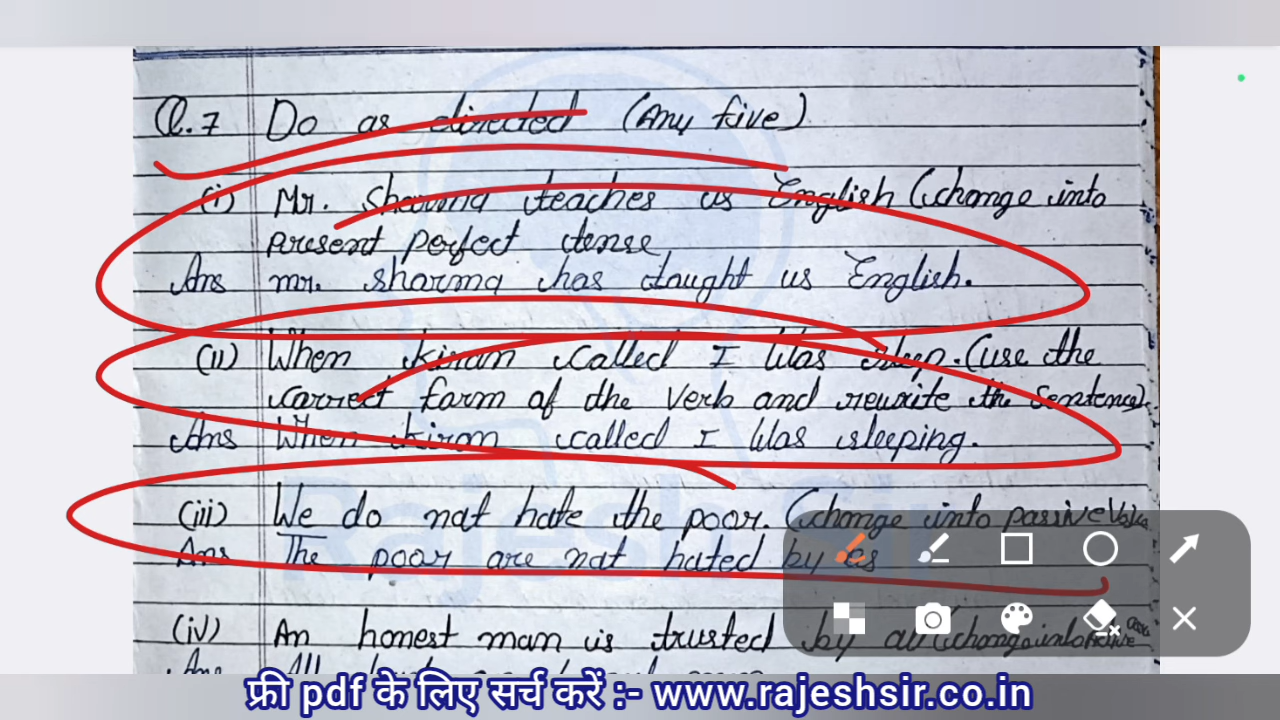 Q.7 Do as directed (Any five)
(i) Mr. Sharma teaches us English (change into
present perfect tense
Ans mr. sharma has taught us English.
(ii) When kiran called I was sleep. (use the
correct form of the verb and rewrite the sentence).
Ans When kiran called I was sleeping.
(iii) We do not hate the poor. (change into passive
Ans The poor are not hated by us
Rajesh Sir
(iv) An honest man is trusted by all (change into Active
Ans All
फ्री pdf के लिए सर्च करें :- www.rajeshsir.co.in